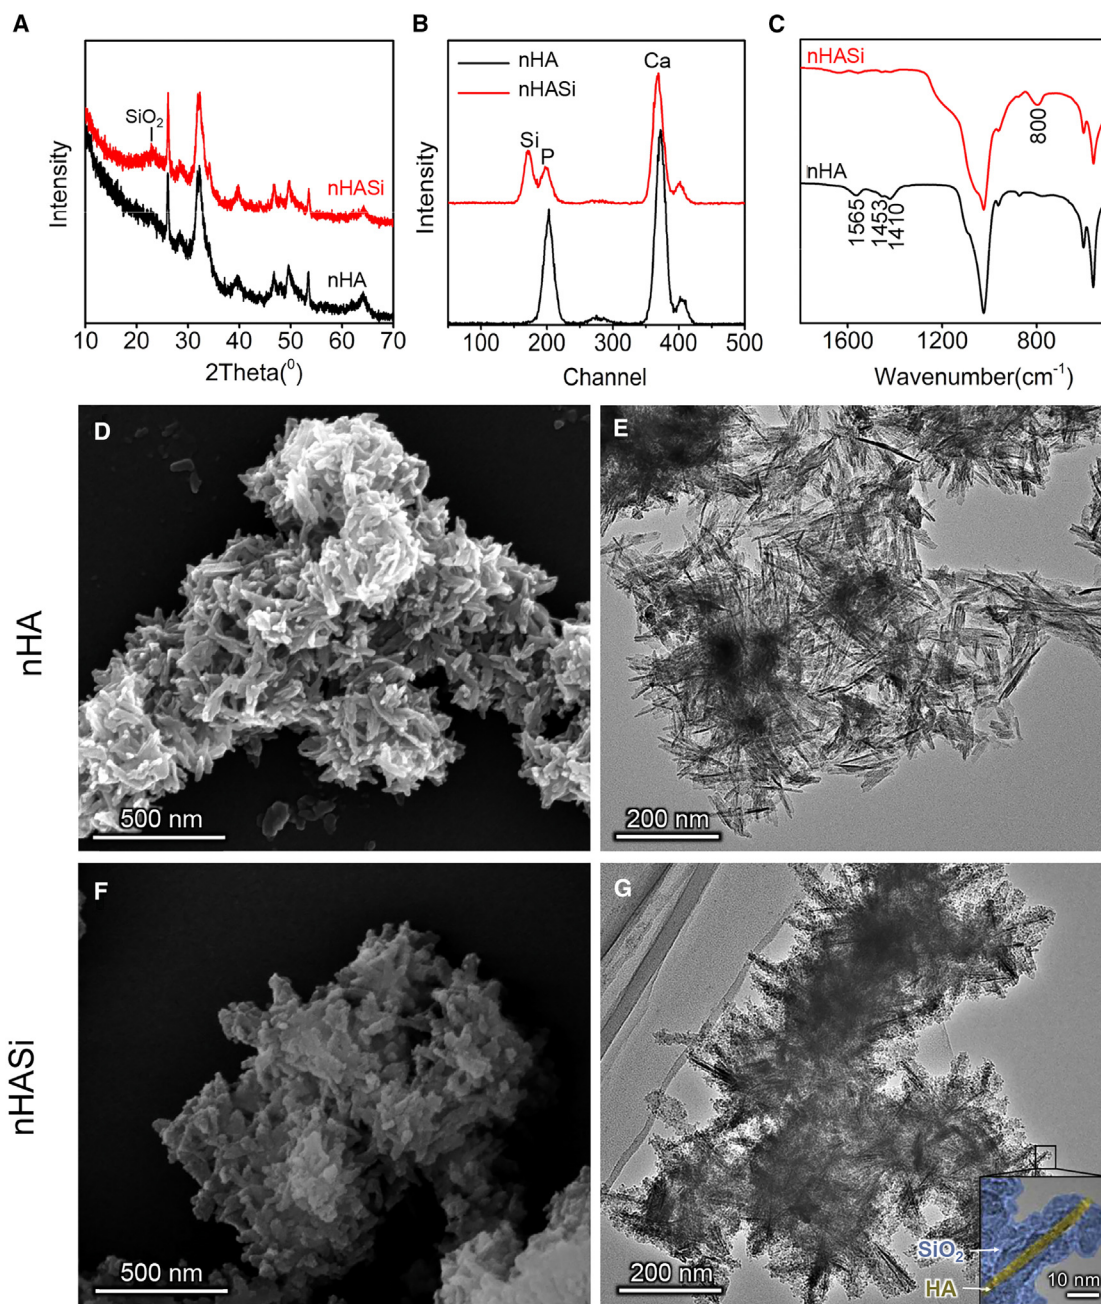 A
SiO2
nHASi
nHA
Intensity
10 20 30 40 50 60 70
2Theta(⁰)
B
nHA
nHASi
Ca
Si
P
Intensity
100 200 300 400 500
Channel
C
nHASi
800
nHA
1565
1453
1410
1600 1200 800
Wavenumber(cm⁻¹)
nHA
D
500 nm
E
200 nm
nHASi
F
500 nm
G
200 nm
SiO2
HA
10 nm